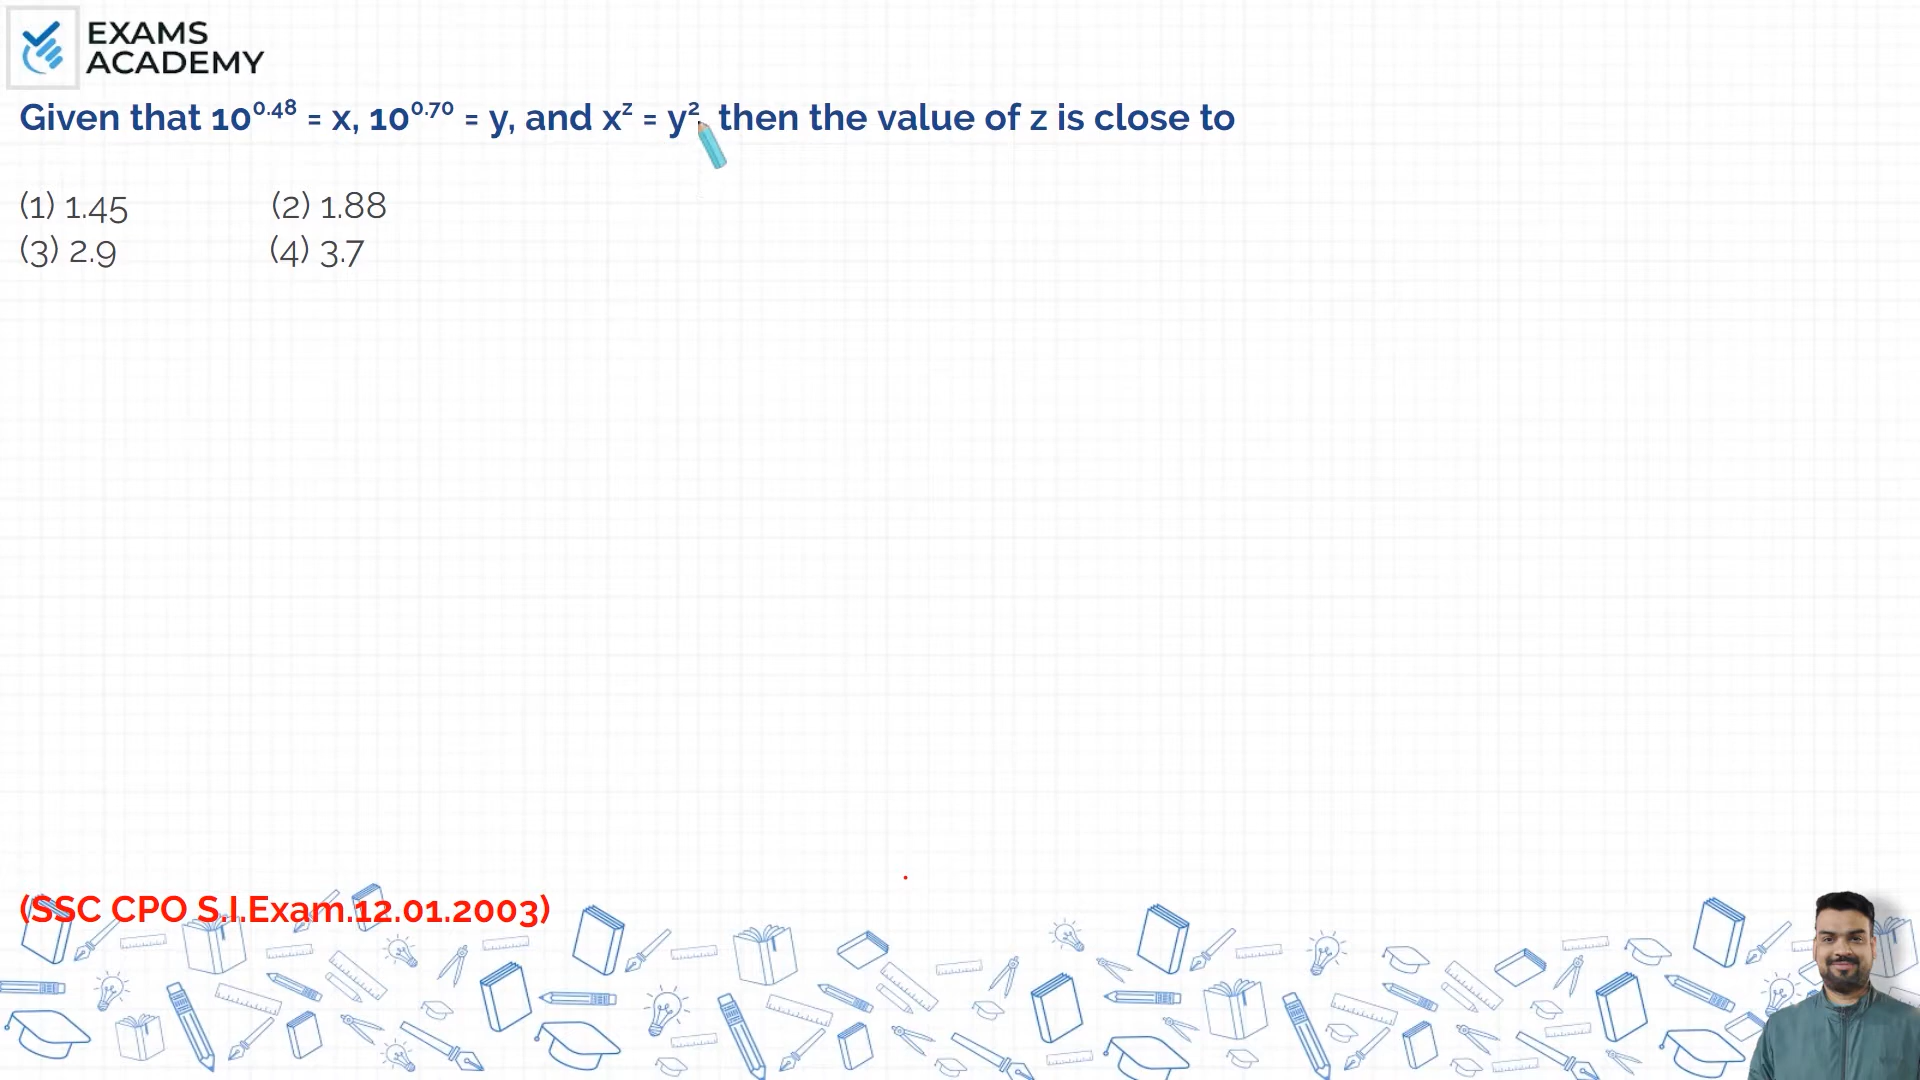 EXAMS
ACADEMY
Given that 10^0.48 = x, 10^0.70 = y, and x^z = y^2, then the value of z is close to
(1) 1.45 (2) 1.88
(3) 2.9 (4) 3.7
(SSC CPO S.I.Exam.12.01.2003)